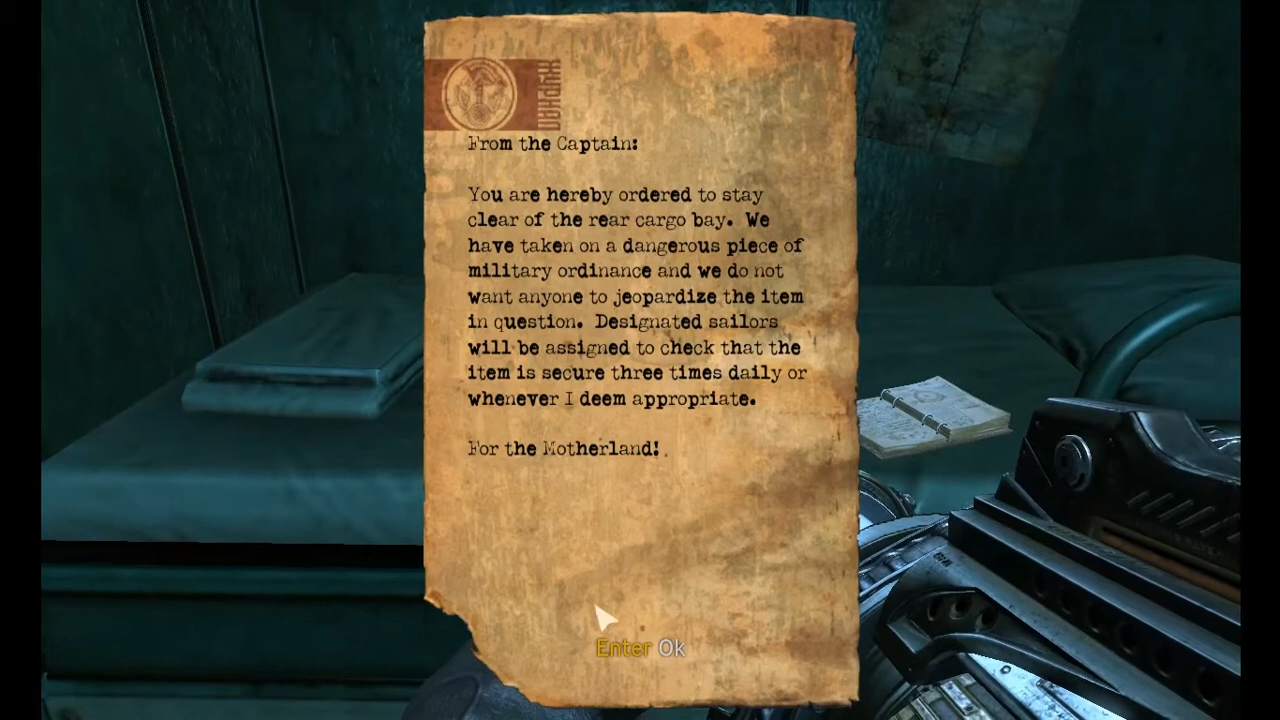 From the Captain:
You are hereby ordered to stay
clear of the rear cargo bay. We
have taken on a dangerous piece of
military ordinance and we do not
want anyone to jeopardize the item
in question. Designated sailors
will be assigned to check that the
item is secure three times daily or
whenever I deem appropriate.
For the Motherland!
Enter Ok